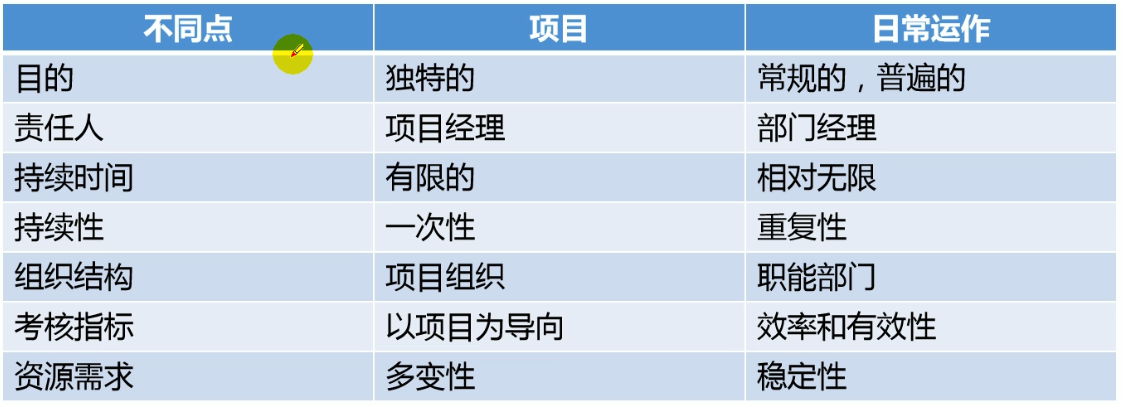 不同点 项目 日常运作
目的 独特的 常规的，普遍的
责任人 项目经理 部门经理
持续时间 有限的 相对无限
持续性 一次性 重复性
组织结构 项目组织 职能部门
考核指标 以项目为导向 效率和有效性
资源需求 多变性 稳定性